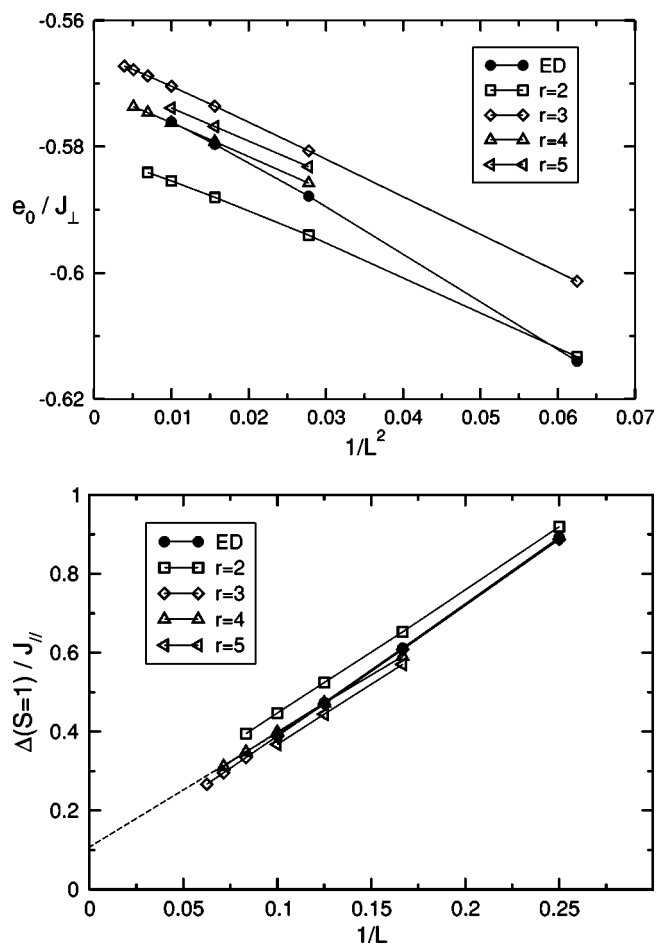 -0.56
-0.58
-0.6
-0.62
e₀ / J⊥
ED
r=2
r=3
r=4
r=5
0 0.01 0.02 0.03 0.04 0.05 0.06 0.07
1/L²
1
0.8
0.6
0.4
0.2
0
Δ(S=1) / J//
ED
r=2
r=3
r=4
r=5
0 0.05 0.1 0.15 0.2 0.25
1/L